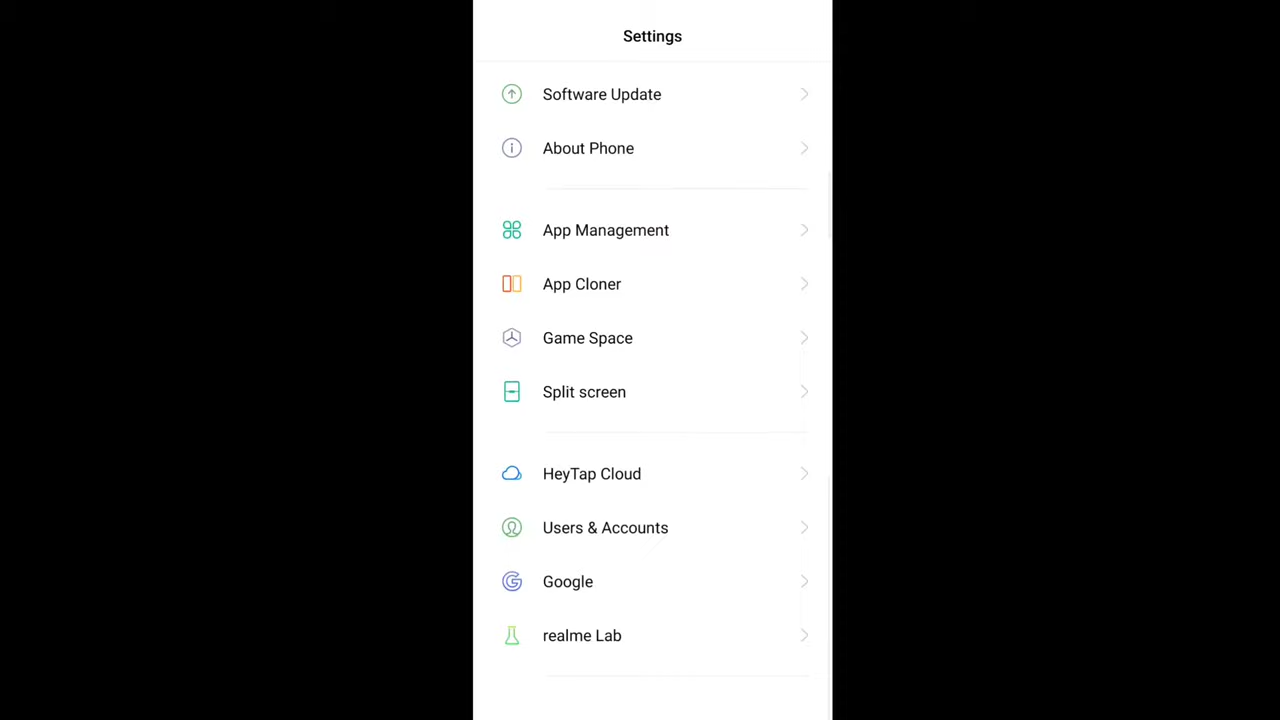 Settings
Software Update
About Phone
App Management
App Cloner
Game Space
Split screen
HeyTap Cloud
Users & Accounts
Google
realme Lab